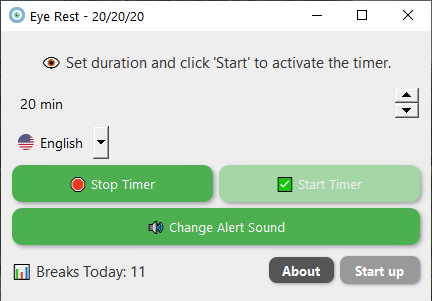 Eye Rest - 20/20/20
Set duration and click 'Start' to activate the timer.
20 min
English
Stop Timer Start Timer
Change Alert Sound
Breaks Today: 11 About Start up